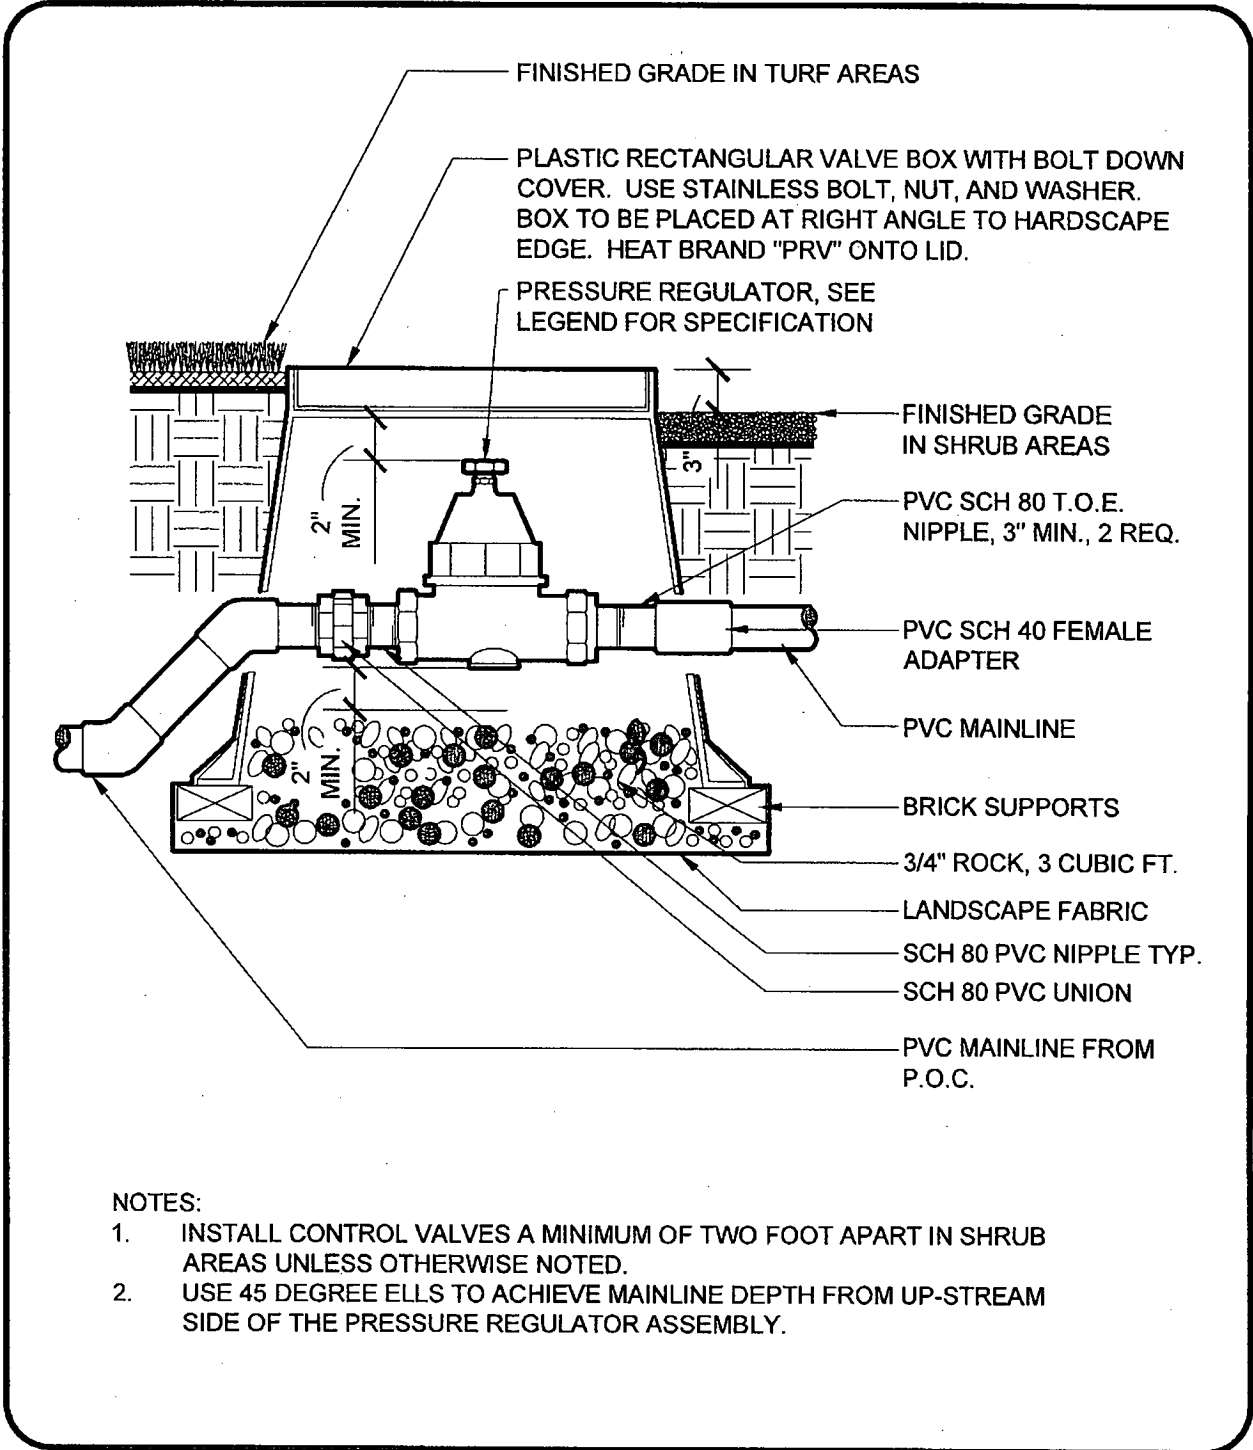 FINISHED GRADE IN TURF AREAS
PLASTIC RECTANGULAR VALVE BOX WITH BOLT DOWN
COVER. USE STAINLESS BOLT, NUT, AND WASHER.
BOX TO BE PLACED AT RIGHT ANGLE TO HARDSCAPE
EDGE. HEAT BRAND "PRV" ONTO LID.
PRESSURE REGULATOR, SEE
LEGEND FOR SPECIFICATION
FINISHED GRADE
IN SHRUB AREAS
3"
2"
MIN.
PVC SCH 80 T.O.E.
NIPPLE, 3" MIN., 2 REQ.
PVC SCH 40 FEMALE
ADAPTER
PVC MAINLINE
2"
MIN.
BRICK SUPPORTS
3/4" ROCK, 3 CUBIC FT.
LANDSCAPE FABRIC
SCH 80 PVC NIPPLE TYP.
SCH 80 PVC UNION
PVC MAINLINE FROM
P.O.C.
NOTES:
1. INSTALL CONTROL VALVES A MINIMUM OF TWO FOOT APART IN SHRUB
AREAS UNLESS OTHERWISE NOTED.
2. USE 45 DEGREE ELLS TO ACHIEVE MAINLINE DEPTH FROM UP-STREAM
SIDE OF THE PRESSURE REGULATOR ASSEMBLY.